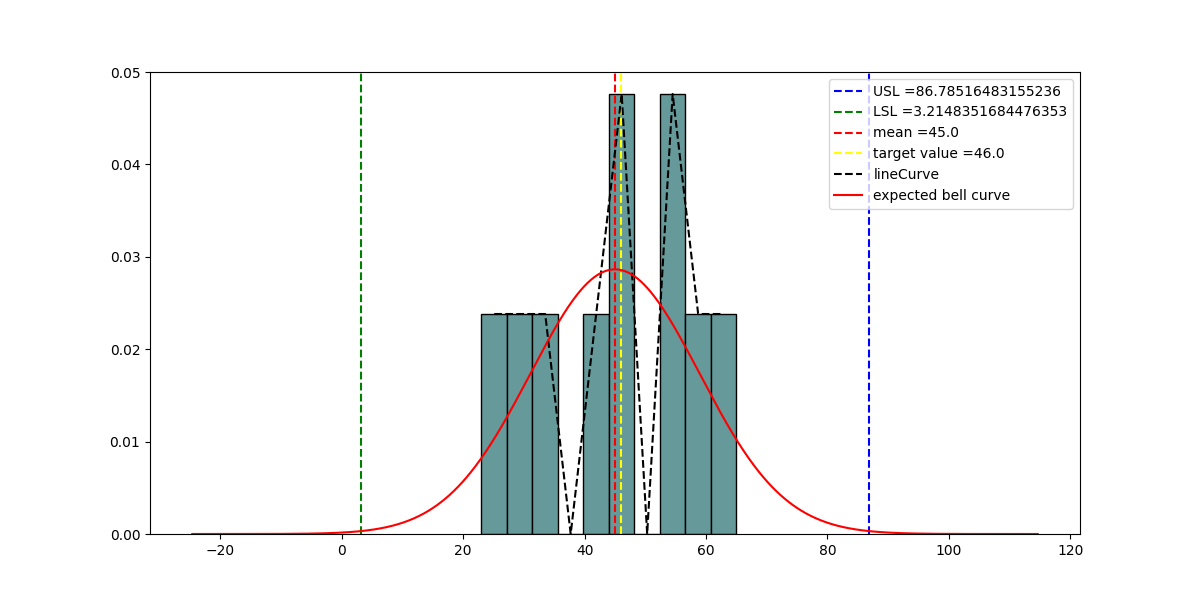 0.05
0.04
0.03
0.02
0.01
0.00
−20
0
20
40
60
80
100
120
USL =86.78516483155236
LSL =3.2148351684476353
mean =45.0
target value =46.0
lineCurve
expected bell curve